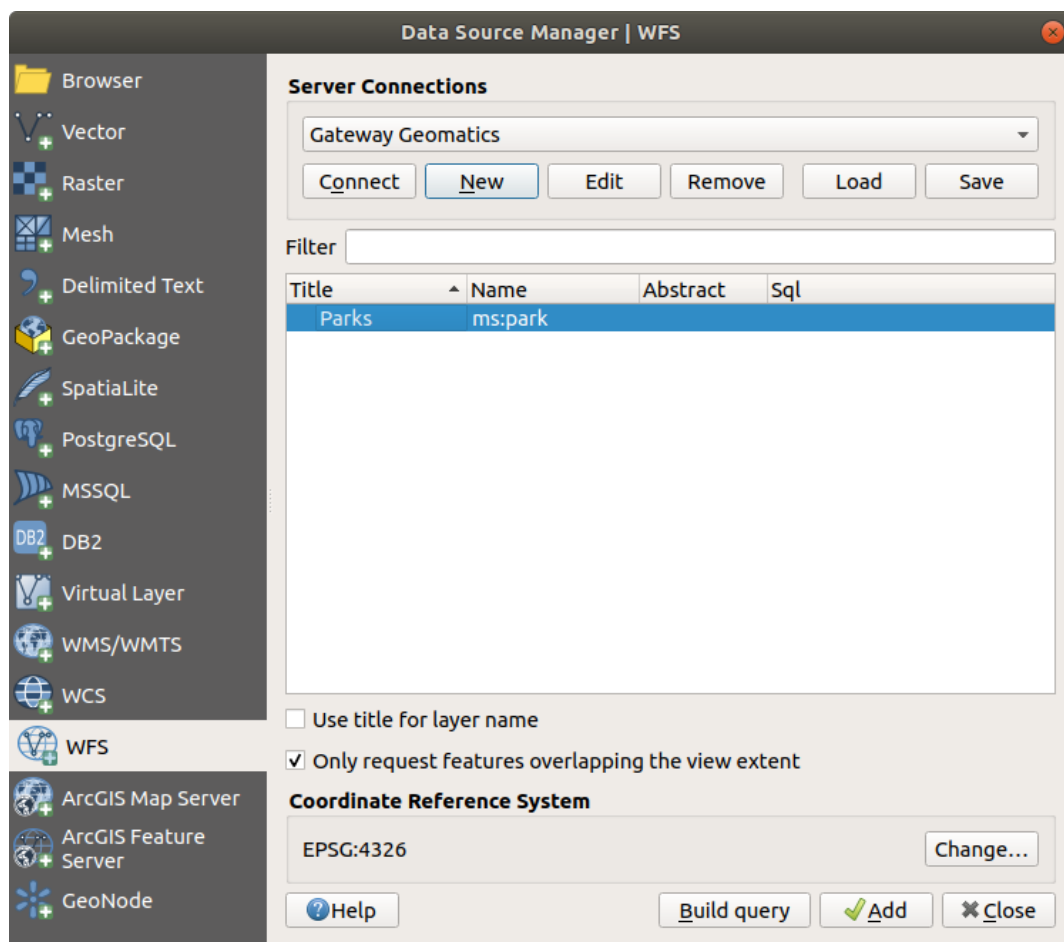 Data Source Manager | WFS
Browser
Vector
Raster
Mesh
Delimited Text
GeoPackage
SpatiaLite
PostgreSQL
MSSQL
DB2 DB2
Virtual Layer
WMS/WMTS
WCS
WFS
ArcGIS Map Server
ArcGIS Feature
Server
GeoNode
Server Connections
Gateway Geomatics
Connect New Edit Remove Load Save
Filter
Title Name Abstract Sql
Parks ms:park
Use title for layer name
Only request features overlapping the view extent
Coordinate Reference System
EPSG:4326 Change...
Help Build query Add Close